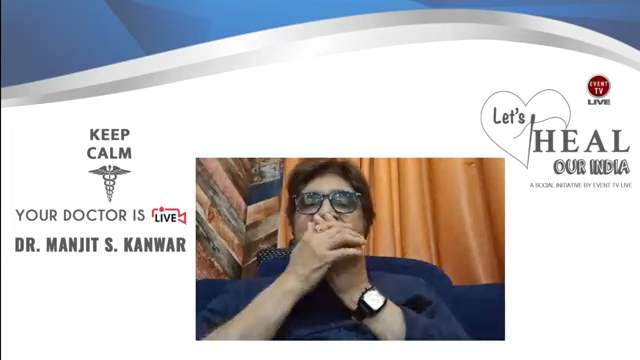 EVENT
TV
LIVE
Let's
HEAL
OUR INDIA
A SOCIAL INITIATIVE BY EVENT TV LIVE
KEEP
CALM
YOUR DOCTOR IS LIVE
DR. MANJIT S. KANWAR